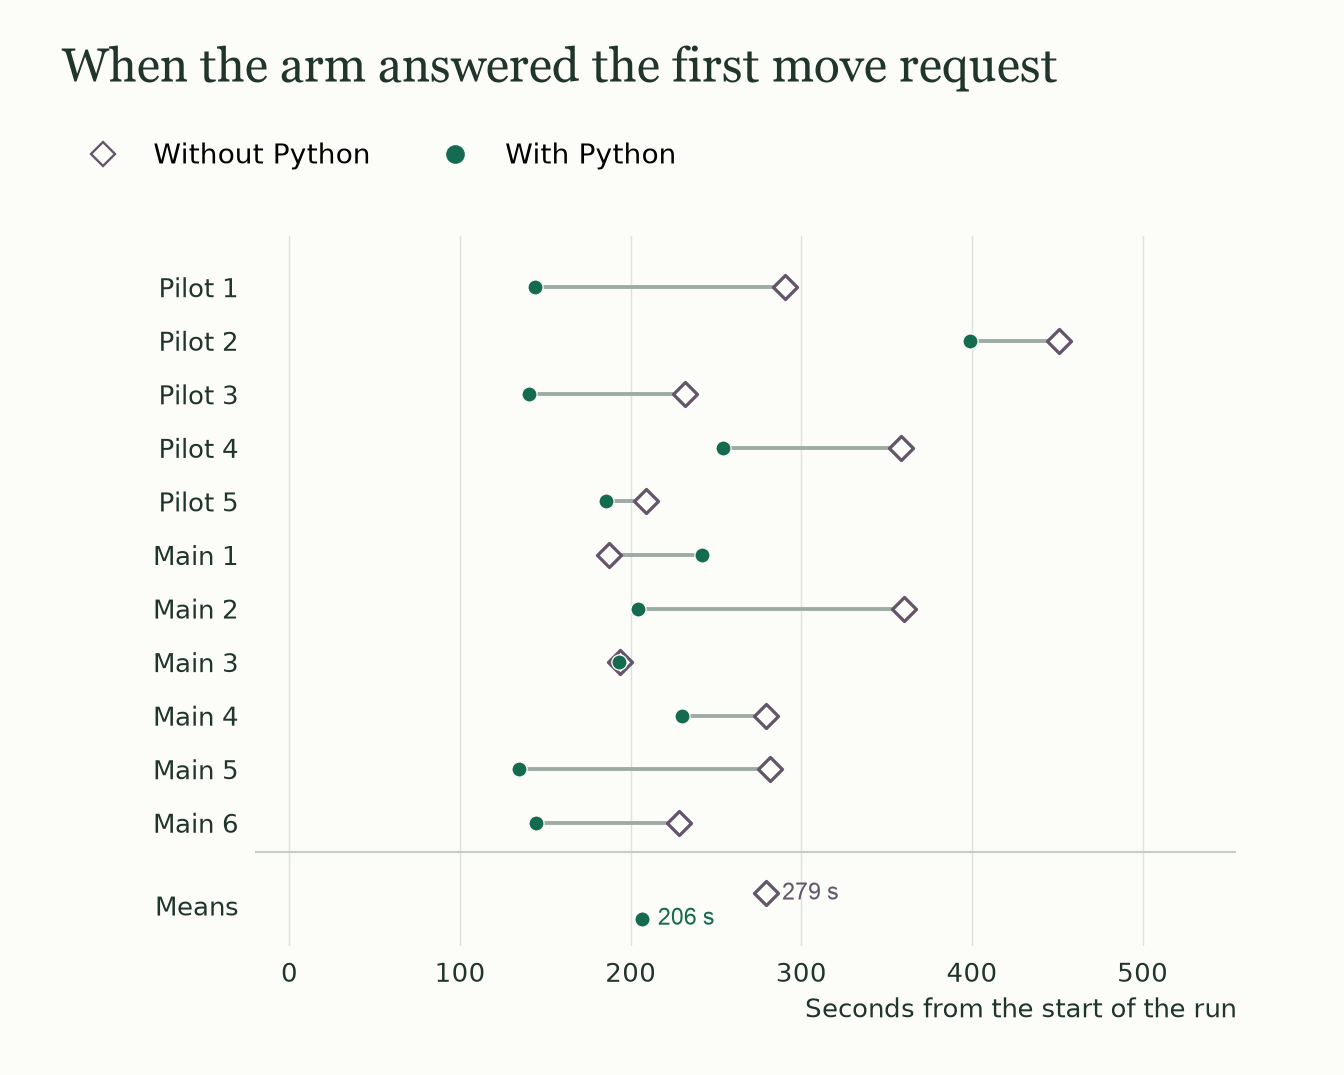 When the arm answered the first move request
Without Python With Python
Pilot 1
Pilot 2
Pilot 3
Pilot 4
Pilot 5
Main 1
Main 2
Main 3
Main 4
Main 5
Main 6
279 s
Means
206 s
0 100 200 300 400 500
Seconds from the start of the run